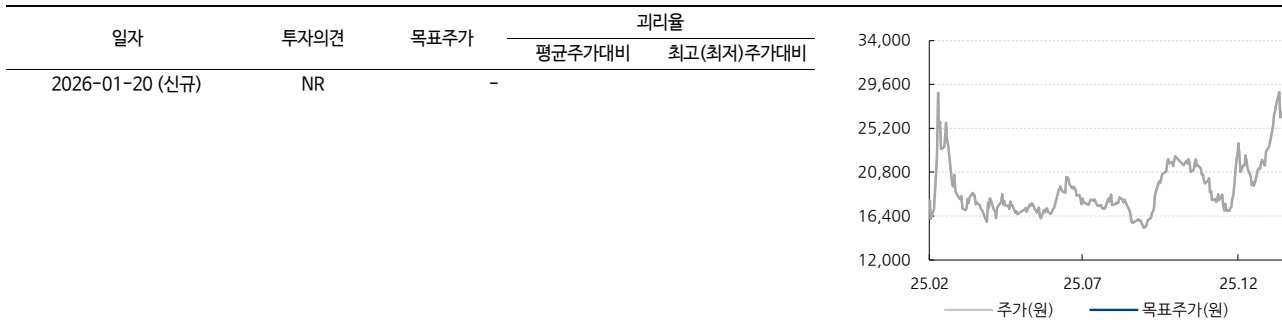 일자 투자의견 목표주가 괴리율
평균주가대비 최고(최저)주가대비
2026-01-20 (신규) NR -
34,000
29,600
25,200
20,800
16,400
12,000
25.02 25.07 25.12
주가(원) 목표주가(원)